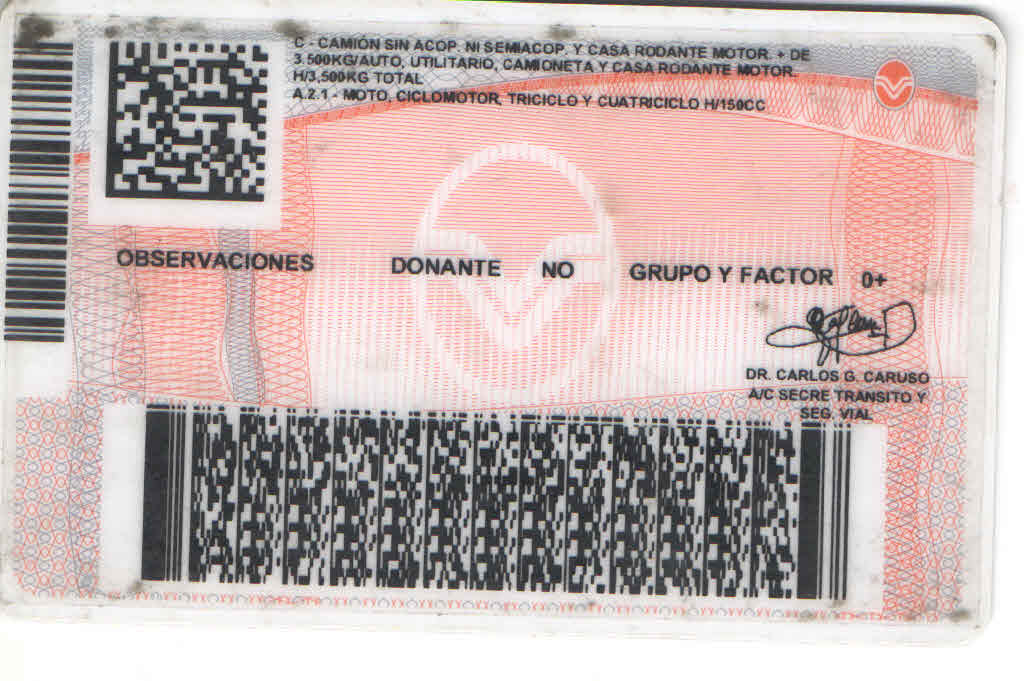 C - CAMIÓN SIN ACOP. NI SEMIACOP. Y CASA RODANTE MOTOR. + DE
3.500KG/AUTO, UTILITARIO, CAMIONETA Y CASA RODANTE MOTOR.
H/3,500KG TOTAL
A.2.1 - MOTO, CICLOMOTOR, TRICICLO Y CUATRICICLO H/150CC
OBSERVACIONES DONANTE NO GRUPO Y FACTOR 0+
DR. CARLOS G. CARUSO
A/C SECRE TRANSITO Y
SEG. VIAL